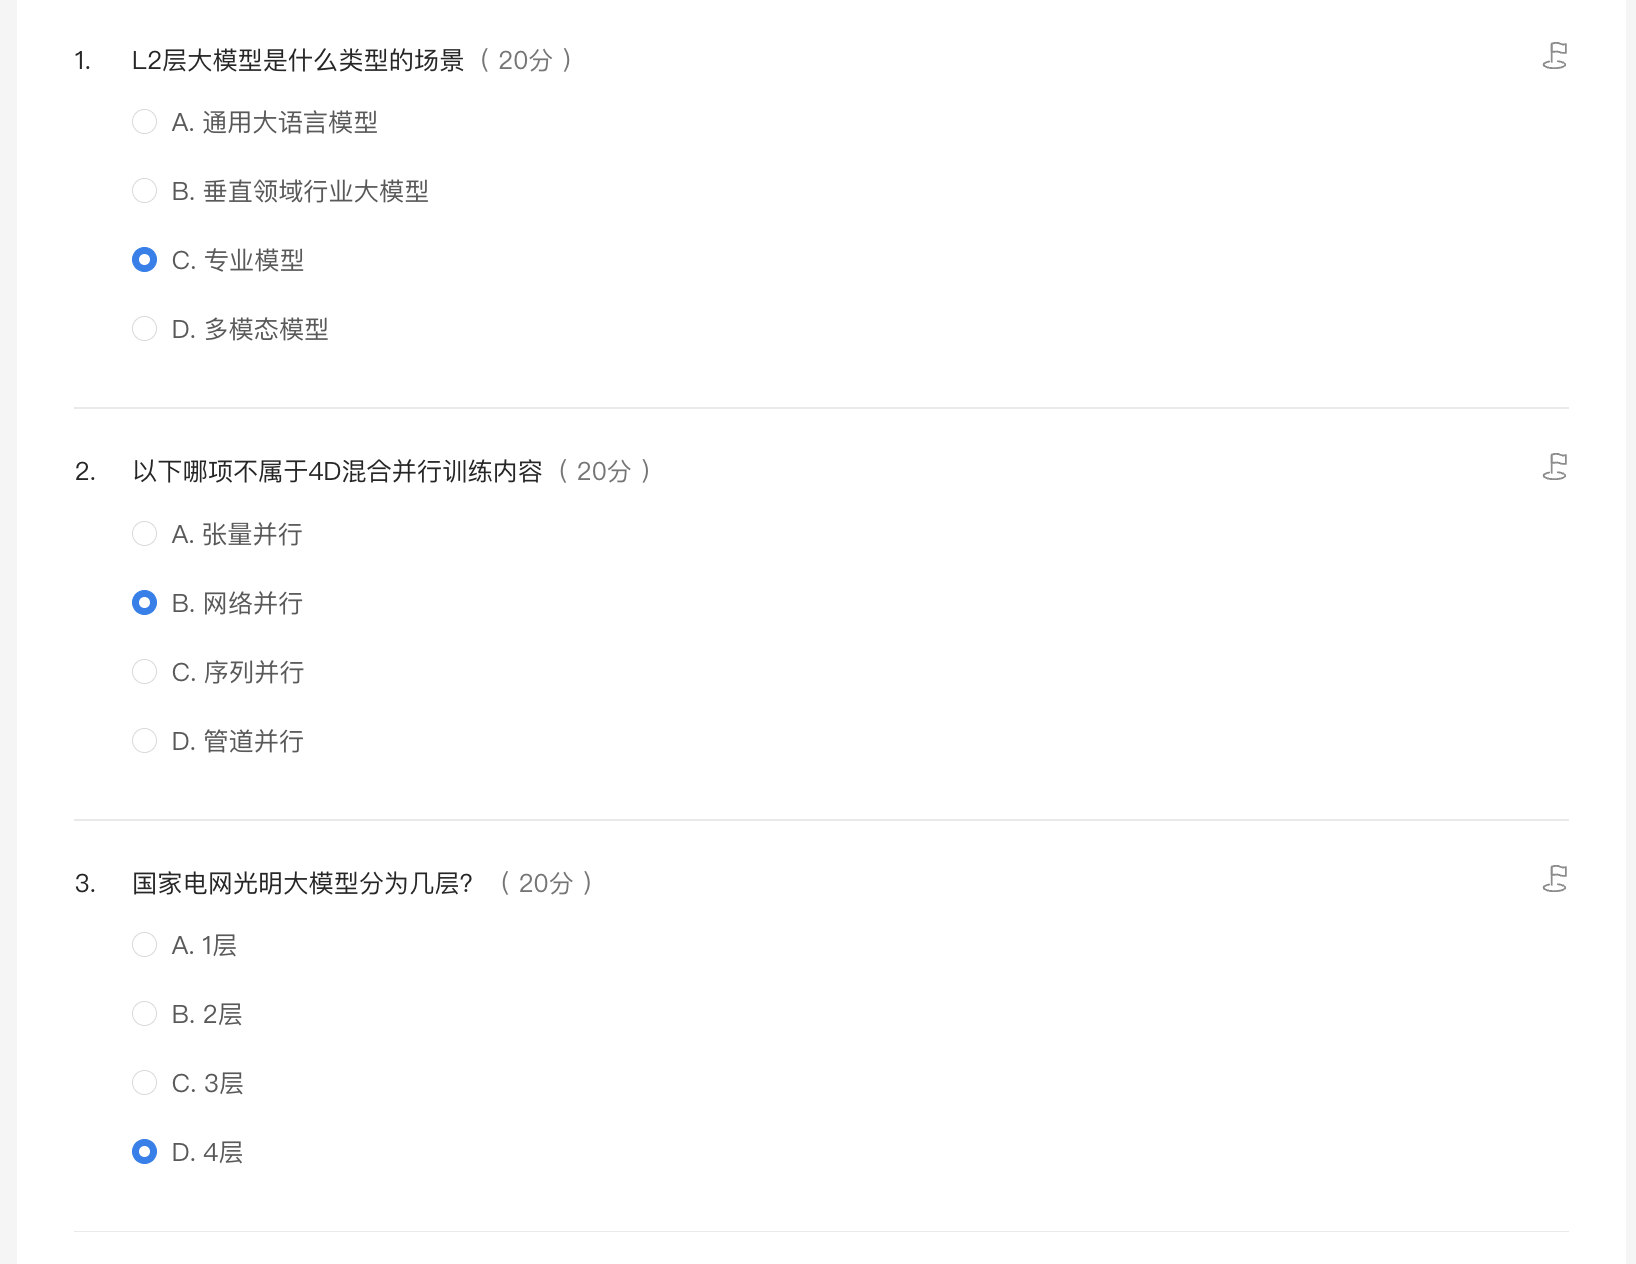 1. L2层大模型是什么类型的场景（ 20分 ）
A. 通用大语言模型
B. 垂直领域行业大模型
C. 专业模型
D. 多模态模型
2. 以下哪项不属于4D混合并行训练内容（ 20分 ）
A. 张量并行
B. 网络并行
C. 序列并行
D. 管道并行
3. 国家电网光明大模型分为几层? （ 20分 ）
A. 1层
B. 2层
C. 3层
D. 4层